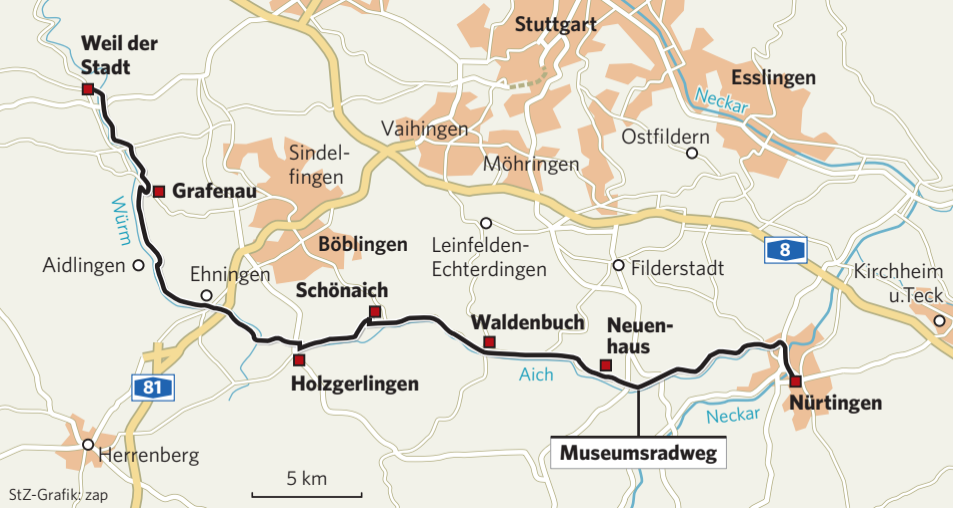 Stuttgart
Weil der
Stadt
Esslingen
Neckar
Vaihingen
Ostfildern
Sindel-
fingen
Möhringen
Grafenau
Würm
Böblingen
Leinfelden-
Echterdingen
8
Aidlingen
Ehningen
Filderstadt
Kirchheim
u.Teck
Schönaich
Waldenbuch
Neuen-
haus
Aich
81
Holzgerlingen
Nürtingen
Neckar
Museumsradweg
Herrenberg
5 km
StZ-Grafik: zap